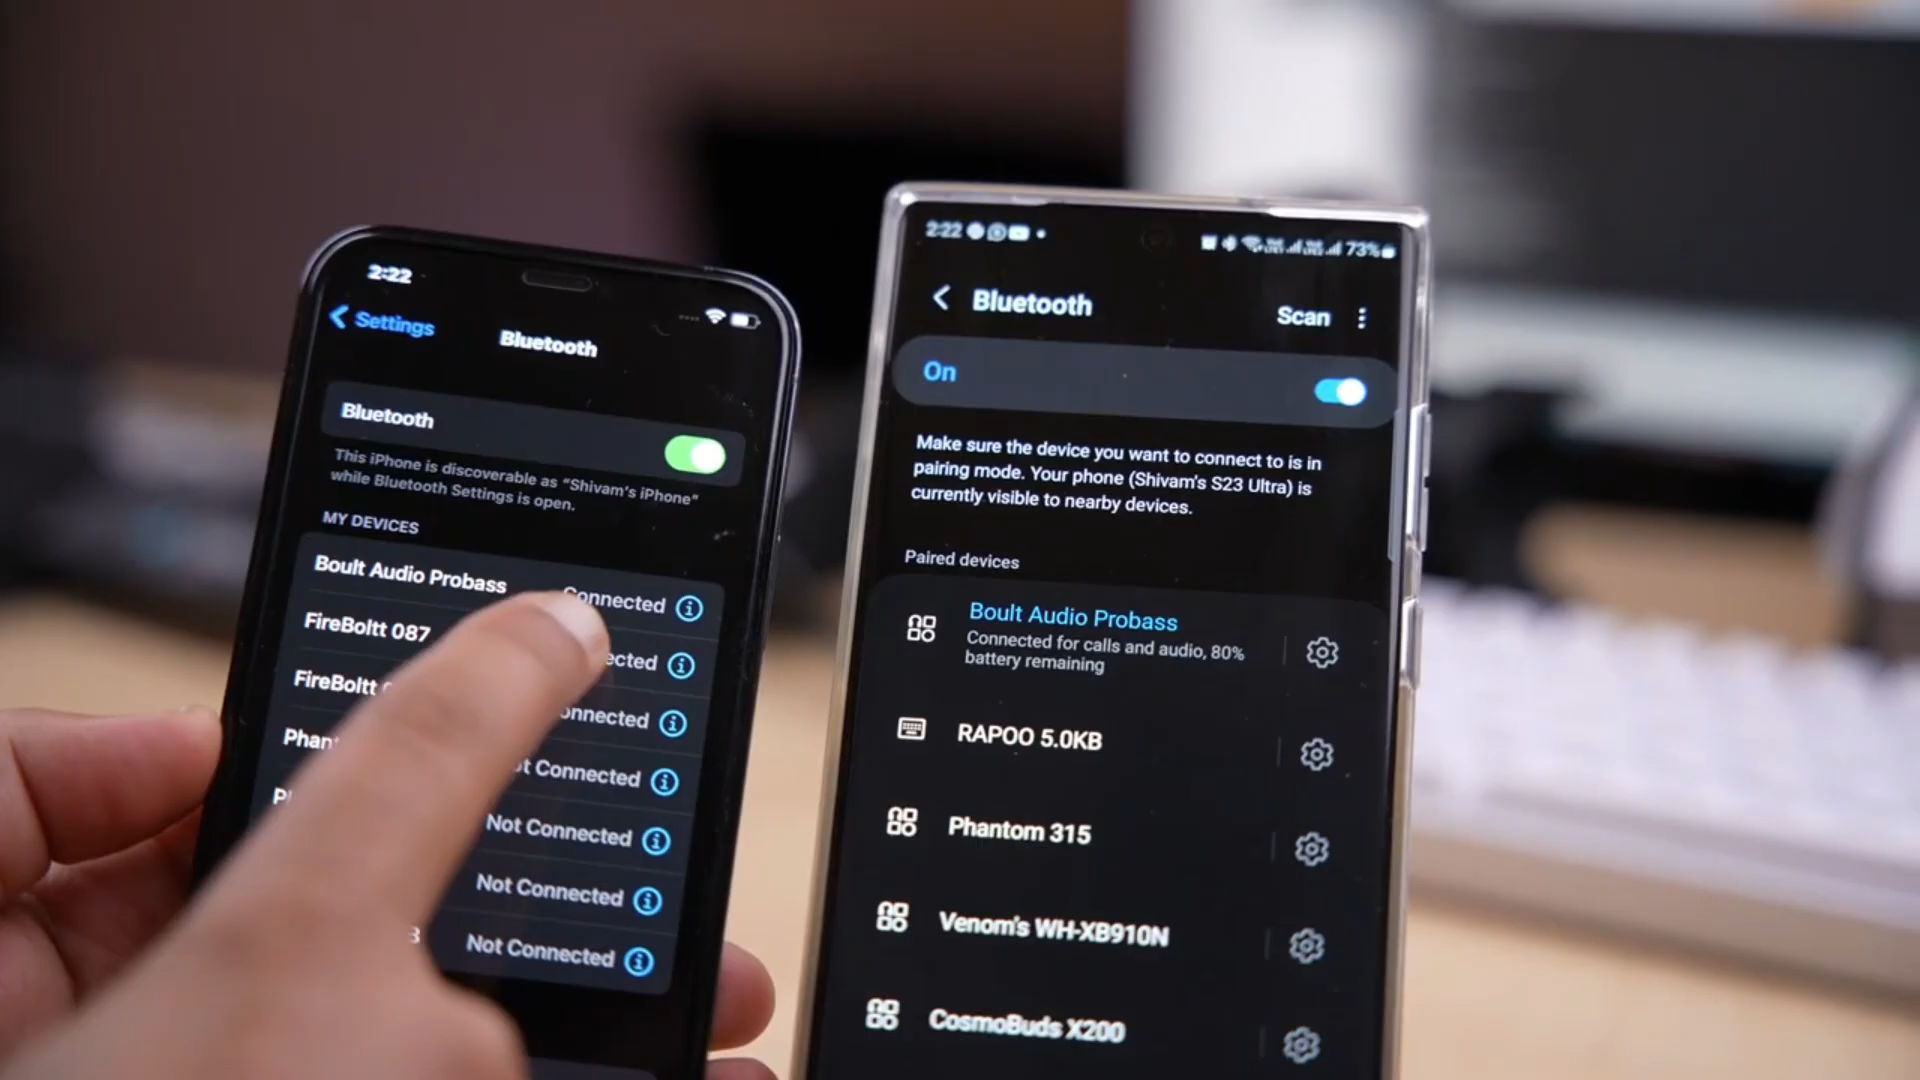 2:22
Settings
Bluetooth
Bluetooth
This iPhone is discoverable as “Shivam's iPhone”
while Bluetooth Settings is open.
MY DEVICES
Boult Audio Probass Connected
FireBoltt 087
FireBoltt
Connected
Not Connected
Not Connected
Not Connected
2:22 73%
Bluetooth Scan
On
Make sure the device you want to connect to is in
pairing mode. Your phone (Shivam's S23 Ultra) is
currently visible to nearby devices.
Paired devices
Boult Audio Probass
Connected for calls and audio, 80%
battery remaining
RAPOO 5.0KB
Phantom 315
Venom's WH-XB910N
CosmoBuds X200